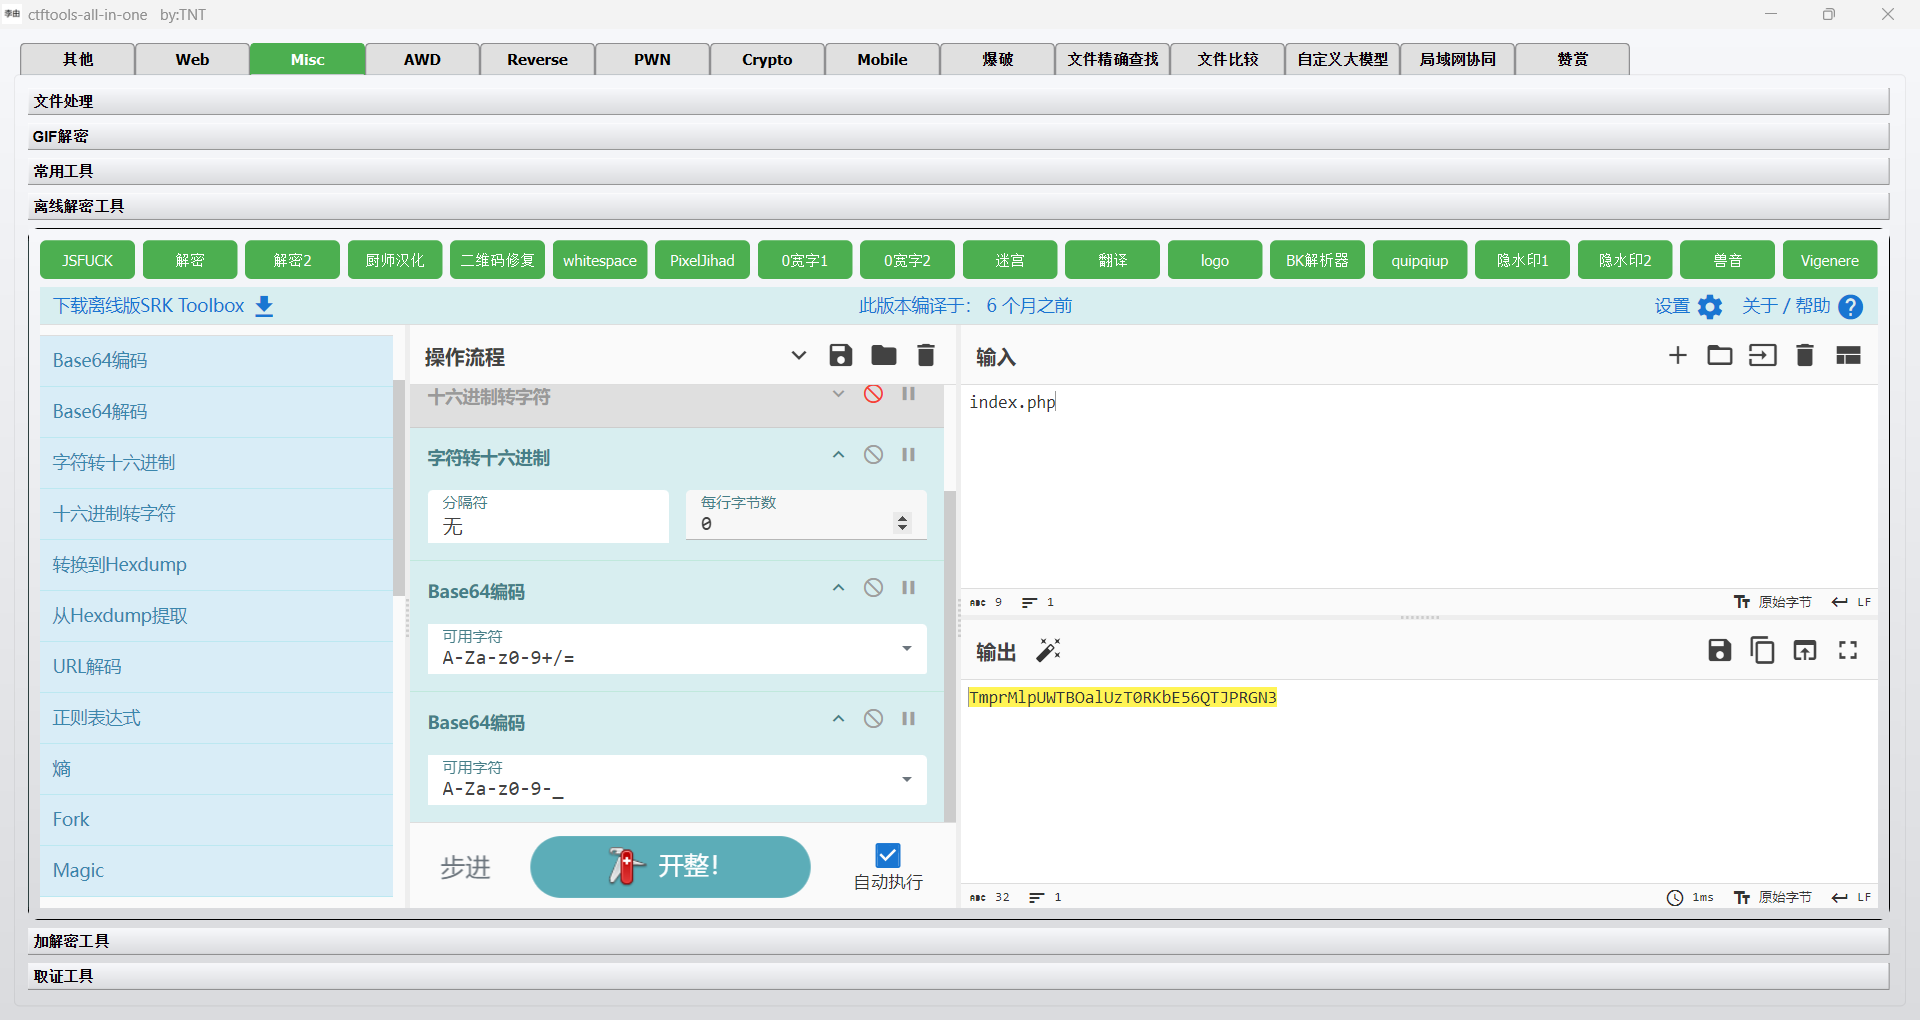 李由 ctftools-all-in-one by:TNT
其他 Web Misc AWD Reverse PWN Crypto Mobile 爆破 文件精确查找 文件比较 自定义大模型 局域网协同 赞赏
文件处理
GIF解密
常用工具
离线解密工具
JSFUCK 解密 解密2 厨师汉化 二维码修复 whitespace PixelJihad 0宽字1 0宽字2 迷宫 翻译 logo BK解析器 quipqiup 隐水印1 隐水印2 兽音 Vigenere
下载离线版SRK Toolbox 此版本编译于: 6 个月之前 设置 关于 / 帮助
Base64编码
Base64解码
字符转十六进制
十六进制转字符
转换到Hexdump
从Hexdump提取
URL解码
正则表达式
熵
Fork
Magic
操作流程
十六进制转字符
字符转十六进制
分隔符
无
每行字节数
0
Base64编码
可用字符
A-Za-z0-9+/=
Base64编码
可用字符
A-Za-z0-9-_
步进 开整! 自动执行
输入
index.php
ABC 9 1 原始字节 LF
输出
TmprMlpUWTBOalUzT0RKbE56QTJPRGN3
ABC 32 1 1ms 原始字节 LF
加解密工具
取证工具